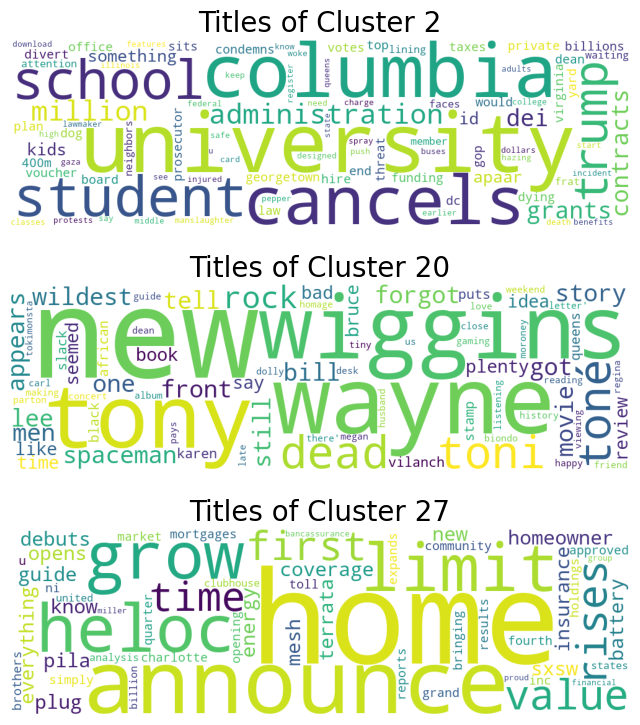 Titles of Cluster 2
download illness features office sits condemns know woke votes top lining taxes private billions
divert something attention school columbia queens register keep adults dean waiting
million lawmaker federal administration need charge faces would id dei virginia yard college trump contracts
plan high dog kids neighbors university safe state member threat gop start
400m gaza prosecutor u card designed push spray buses dollars hazing
voucher board see injured georgetown hire end funding apaar frat incident
student cancels pepper law dc dying grants
classes protests say middle manslaughter earlier death benefits
Titles of Cluster 20
wildest guide tell rock bad forgot puts weekend idea letter story
appears tokimonsta slack seemed dean african homage bruce love close gaming queens
new wiggins tiny us plenty got moroney
carl one book front say bill dolly desk reading toné movie review regina
making parton concert album tony wayne husband stamp listening history viewing
lee men black still
like pays late dead there megan toni biondo
time spaceman karen vilanch happy friend
Titles of Cluster 27
debuts market mortgages first bancassurance expands new homeowner
opens u grow clubhouse coverage limit community approved group
guide ni time toll home insurance holdings rises
everything united know miller heloc quarter opening energy mesh terrata bringing results fourth battery states
pila analysis charlotte sxsw
brothers simply billion announce reports grand inc proud value financial
plug